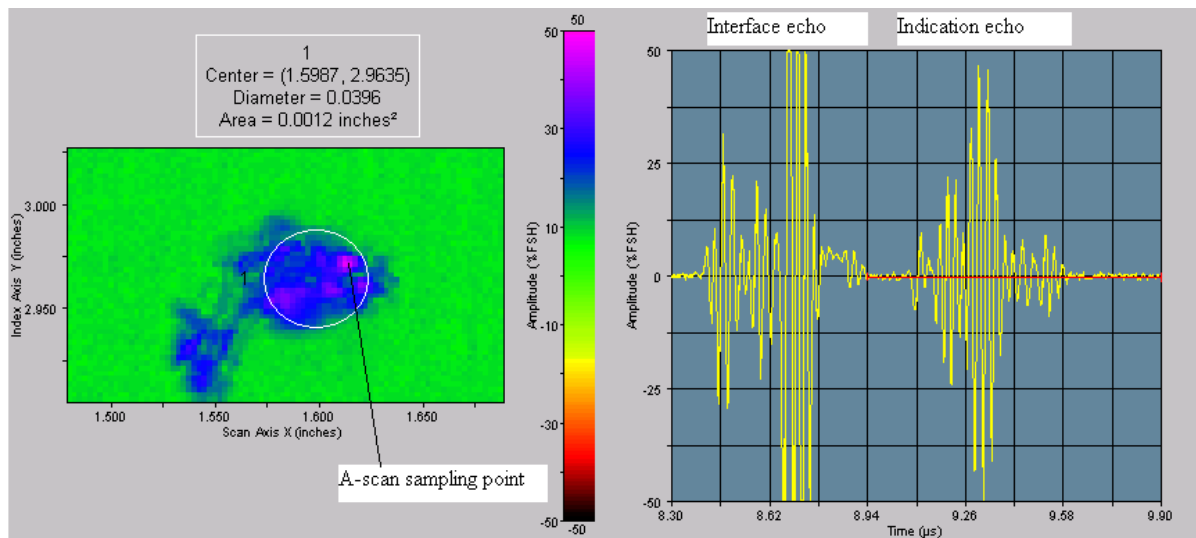 1
Center = (1.5987, 2.9635)
Diameter = 0.0396
Area = 0.0012 inches²
3.000
2.950
Index Axis Y (inches)
1
1.500
1.550
1.600
1.650
Scan Axis X (inches)
A-scan sampling point
50
50
30
10
-10
-30
-50
-50
Amplitude (%FSH)
Interface echo
Indication echo
50
25
0
-25
-50
Amplitude (%FSH)
8.30
8.62
8.94
9.26
9.58
9.90
Time (µs)